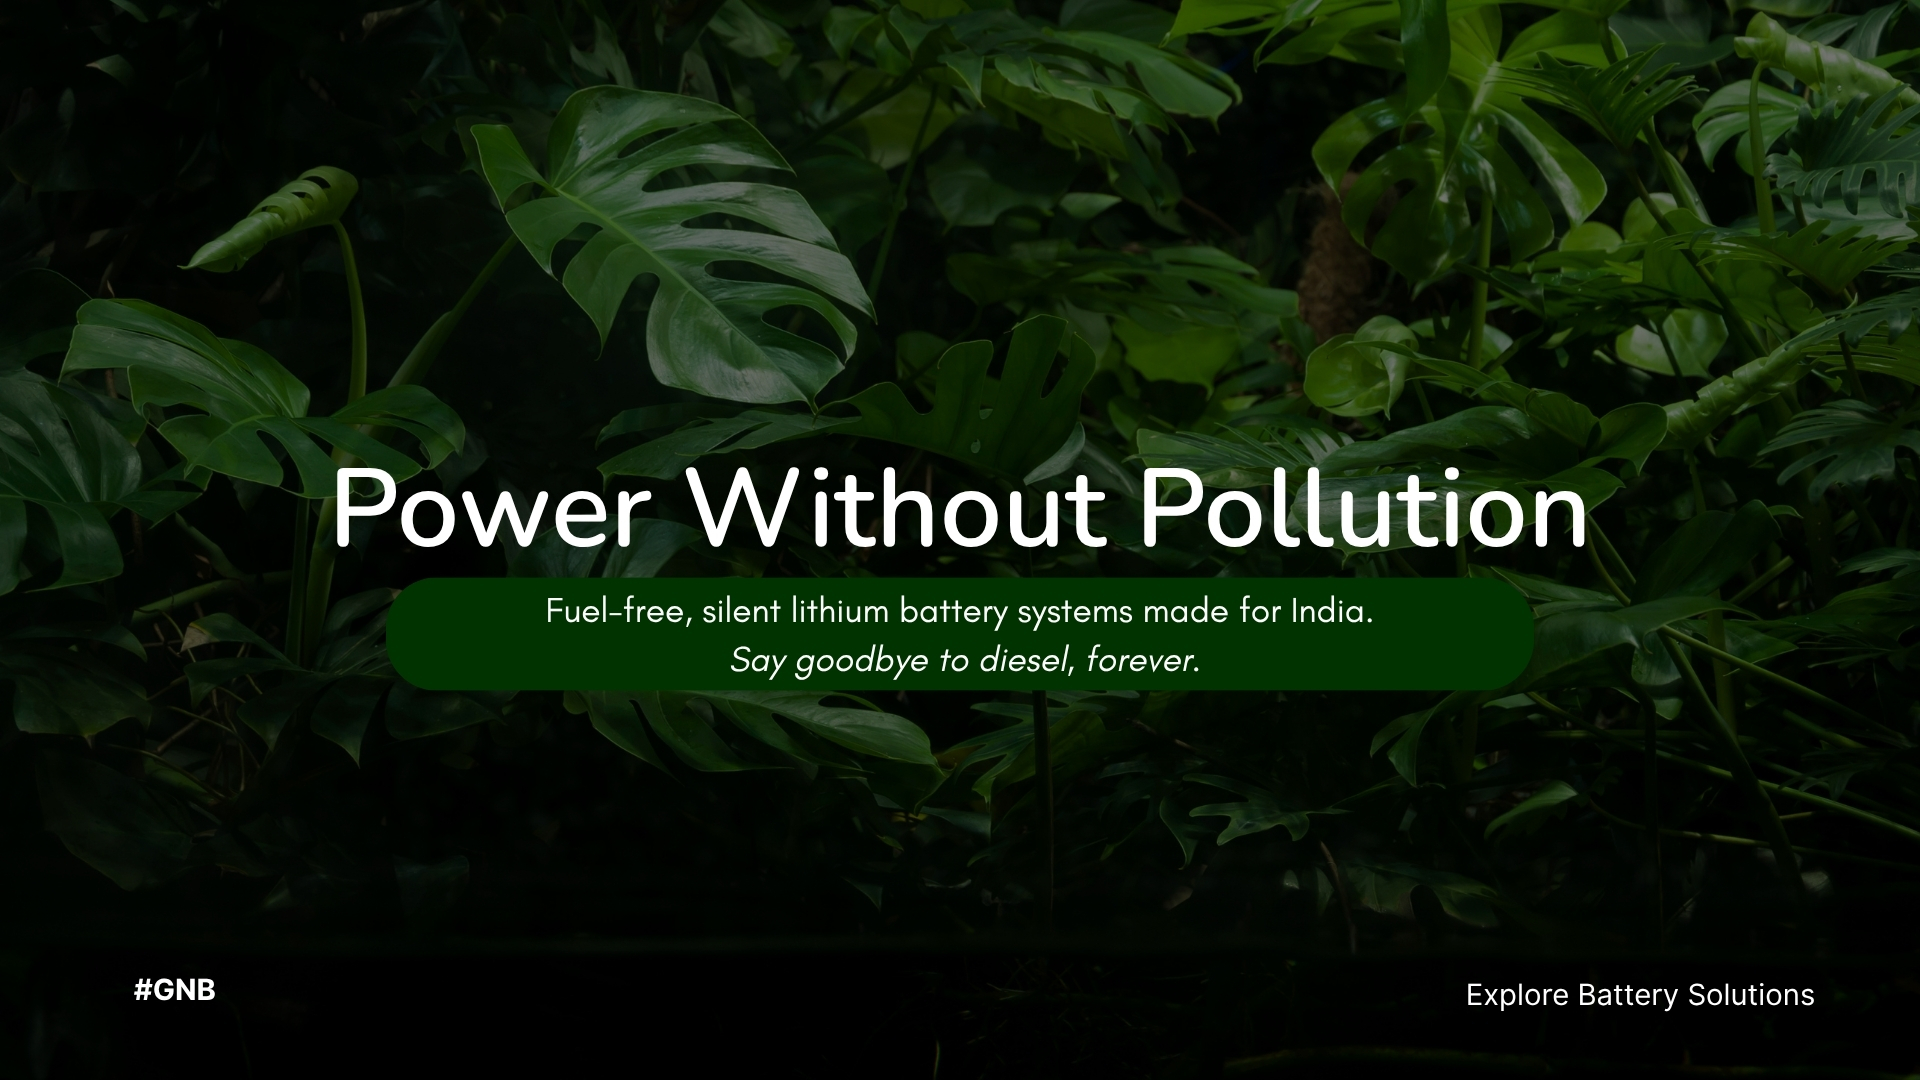 Power Without Pollution
Fuel-free, silent lithium battery systems made for India.
Say goodbye to diesel, forever.
#GNB
Explore Battery Solutions